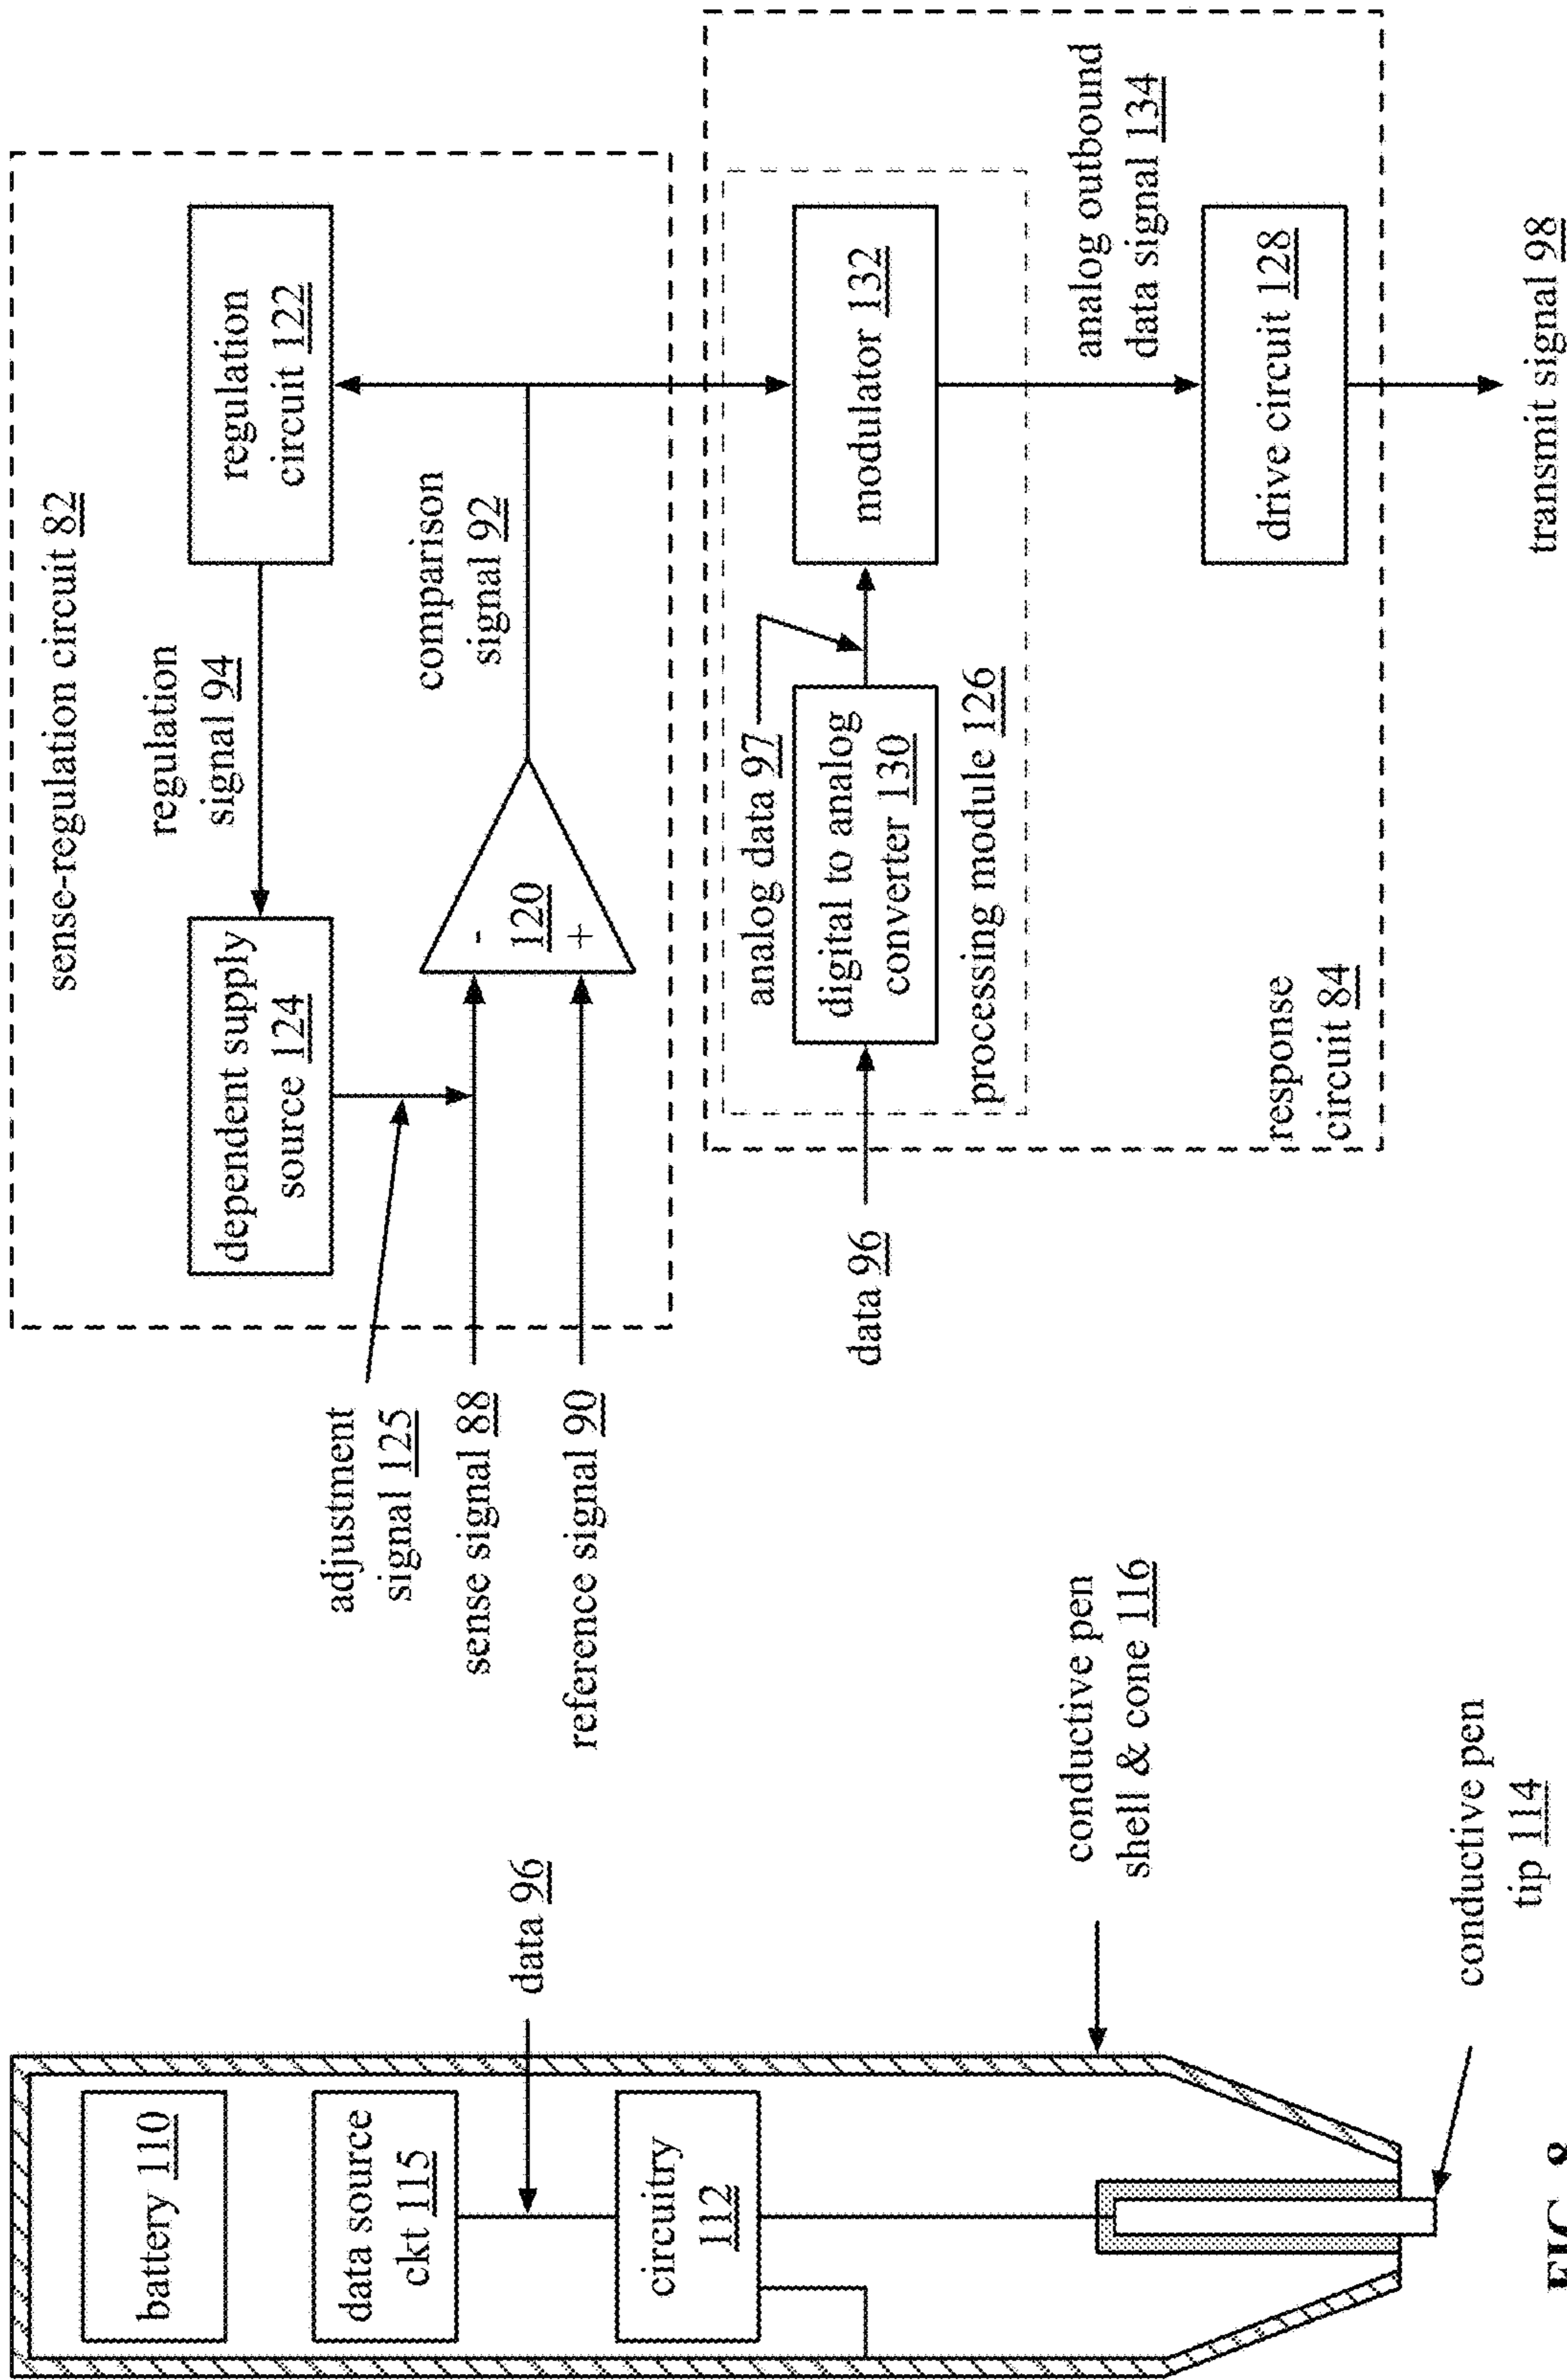 battery 110
data source
ckt 115
circuitry
112
data 96
conductive pen
shell & cone 116
conductive pen
tip 114
sense-regulation circuit 82
dependent supply
source 124
regulation
signal 94
regulation
circuit 122
adjustment
signal 125
sense signal 88
reference signal 90
-
120
+
comparison
signal 92
data 96
analog data 97
digital to analog
converter 130
modulator 132
processing module 126
analog outbound
data signal 134
response
circuit 84
drive circuit 128
transmit signal 98